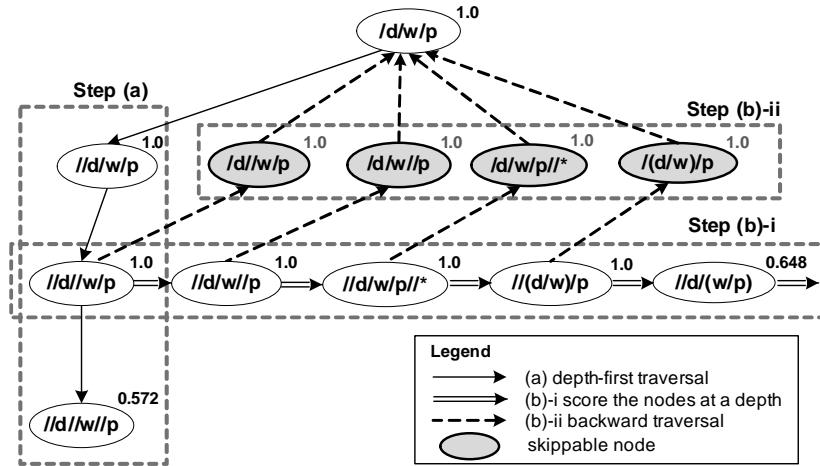 1.0
/d/w/p
Step (a)
Step (b)-ii
1.0
//d/w/p
1.0
/d//w/p
1.0
/d/w//p
1.0
/d/w/p//*
1.0
//(d/w)/p
Step (b)-i
//d//w/p
1.0
//d/w//p
1.0
//d/w/p//*
1.0
//(d/w)/p
1.0
//d/(w/p)
0.648
0.572
//d//w//p
Legend
(a) depth-first traversal
(b)-i score the nodes at a depth
(b)-ii backward traversal
skippable node